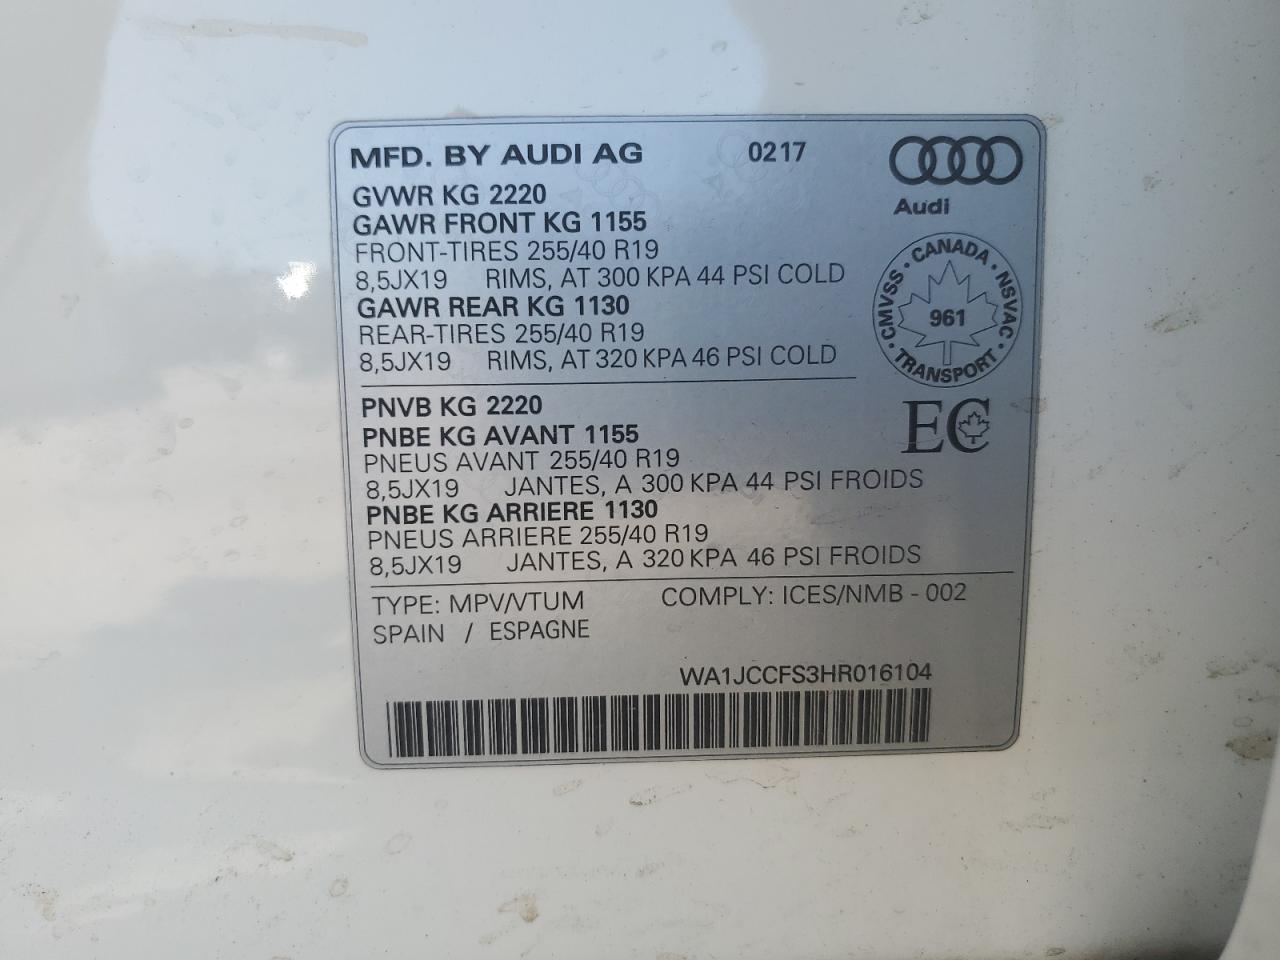 MFD. BY AUDI AG 0217
Audi
GVWR KG 2220
GAWR FRONT KG 1155
FRONT-TIRES 255/40 R19
8,5JX19 RIMS, AT 300 KPA 44 PSI COLD
GAWR REAR KG 1130
REAR-TIRES 255/40 R19
8,5JX19 RIMS, AT 320 KPA 46 PSI COLD
CMVSS · CANADA · NSVAC · TRANSPORT ·
961
PNVB KG 2220
PNBE KG AVANT 1155
PNEUS AVANT 255/40 R19
8,5JX19 JANTES, A 300 KPA 44 PSI FROIDS
PNBE KG ARRIERE 1130
PNEUS ARRIERE 255/40 R19
8,5JX19 JANTES, A 320 KPA 46 PSI FROIDS
EC
TYPE: MPV/VTUM COMPLY: ICES/NMB - 002
SPAIN / ESPAGNE
WA1JCCFS3HR016104